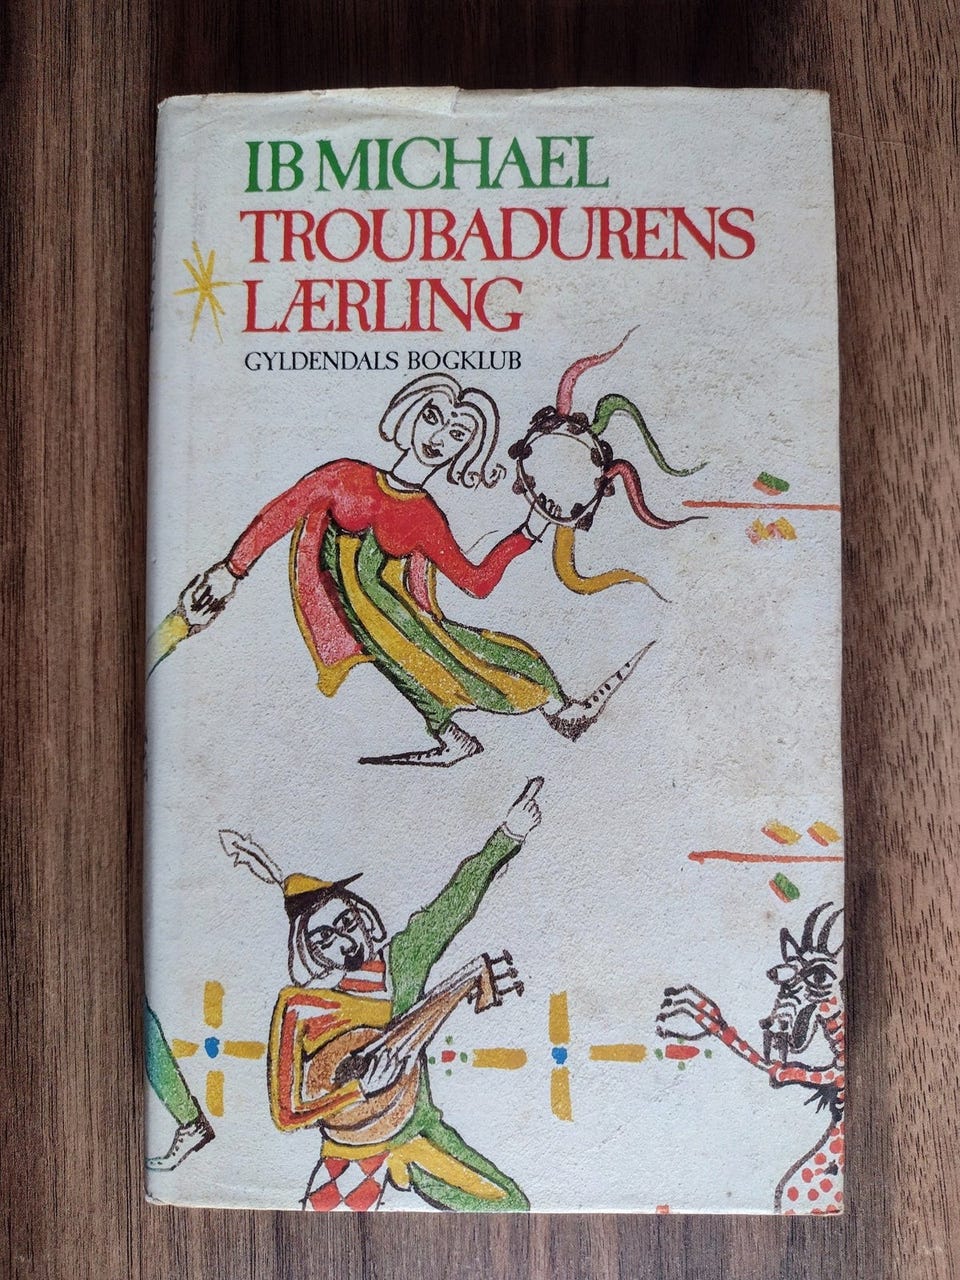 IB MICHAEL
TROUBADURENS
LÆRLING
GYLDENDALS BOGKLUB